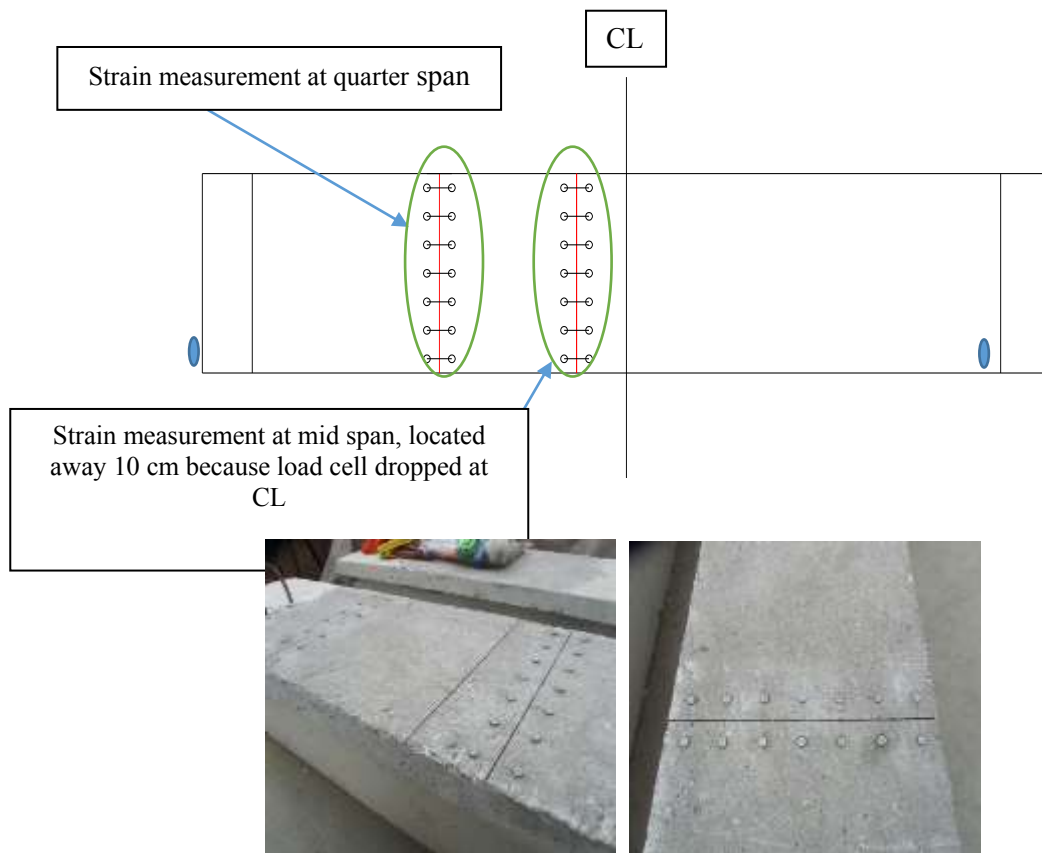 CL
Strain measurement at quarter span
Strain measurement at mid span, located
away 10 cm because load cell dropped at
CL